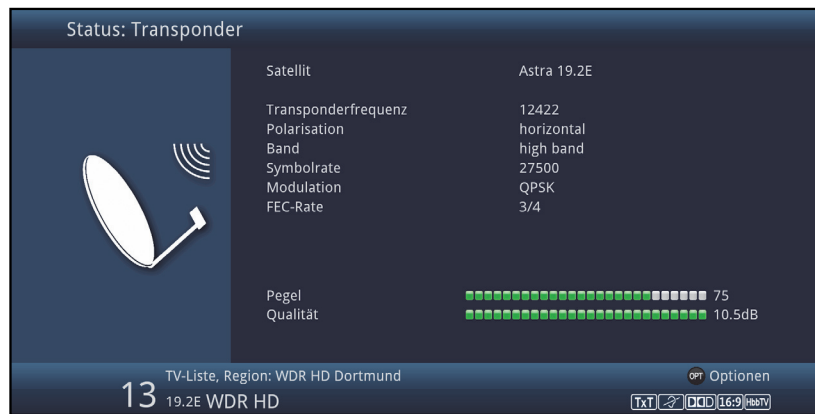 Status: Transponder
Satellit Astra 19.2E
Transponderfrequenz 12422
Polarisation horizontal
Band high band
Symbolrate 27500
Modulation QPSK
FEC-Rate 3/4
Pegel 75
Qualität 10.5dB
TV-Liste, Region: WDR HD Dortmund OPT Optionen
13 19.2E WDR HD TxT 16:9 HbbTV